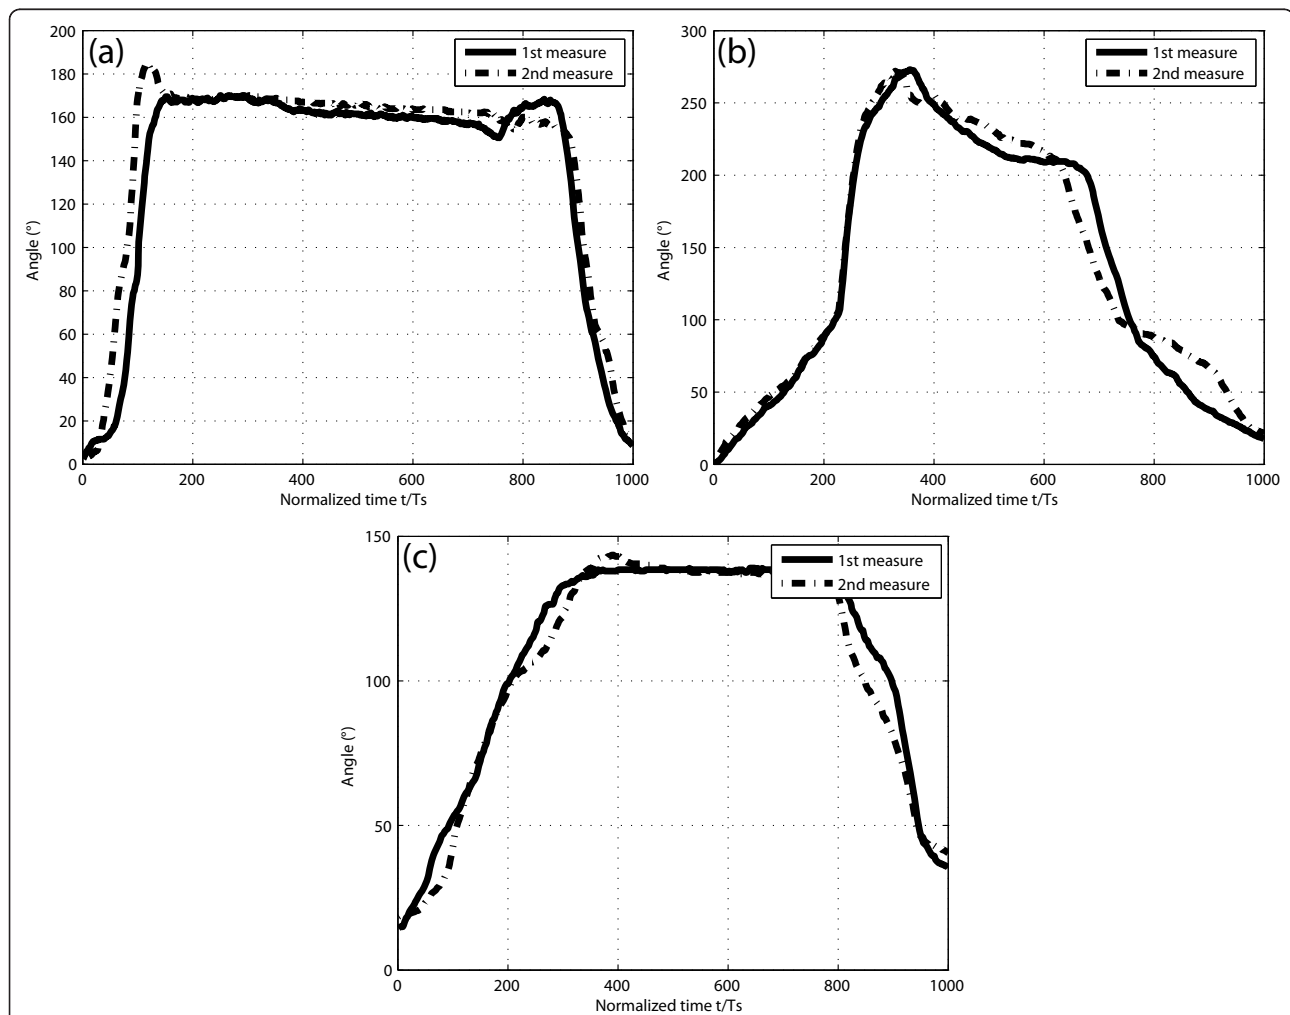 (a)
1st measure
2nd measure
Angle (°)
200
180
160
140
120
100
80
60
40
20
0
0 200 400 600 800 1000
Normalized time t/Ts
(b)
1st measure
2nd measure
Angle (°)
300
250
200
150
100
50
0
0 200 400 600 800 1000
Normalized time t/Ts
(c)
1st measure
2nd measure
Angle (°)
150
100
50
0
0 200 400 600 800 1000
Normalized time t/Ts